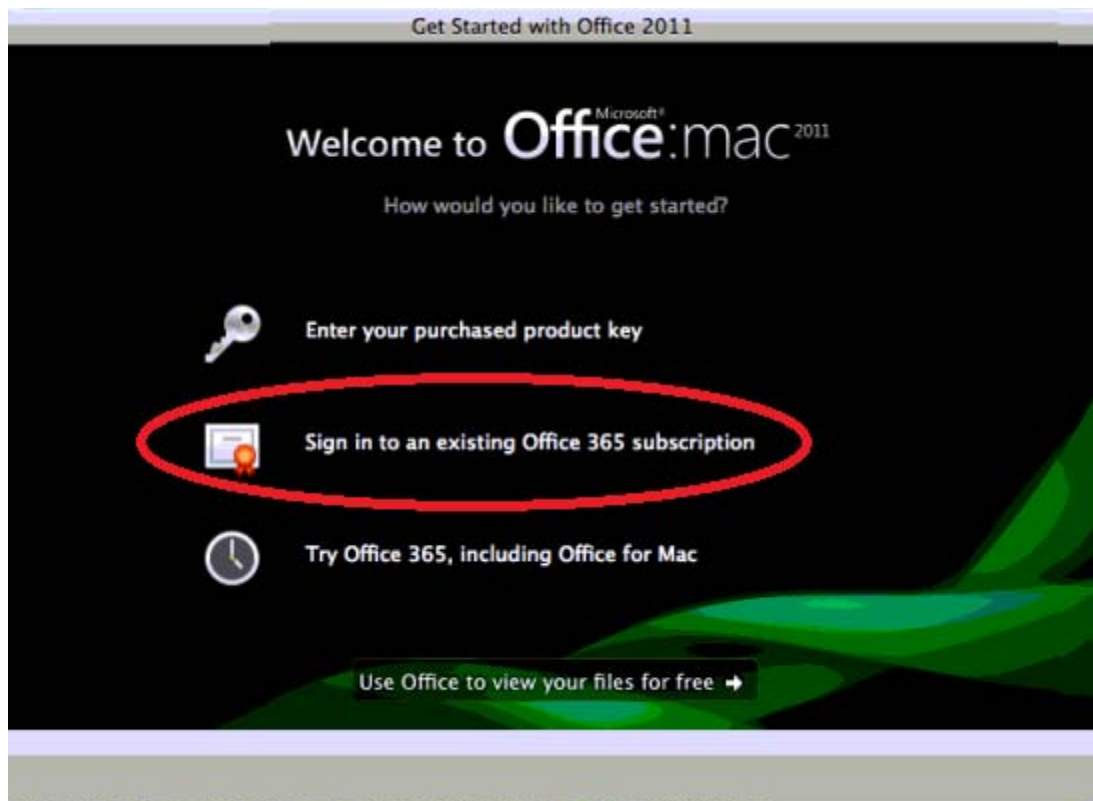 Get Started with Office 2011
Welcome to Microsoft® Office:mac 2011
How would you like to get started?
Enter your purchased product key
Sign in to an existing Office 365 subscription
Try Office 365, including Office for Mac
Use Office to view your files for free ➔